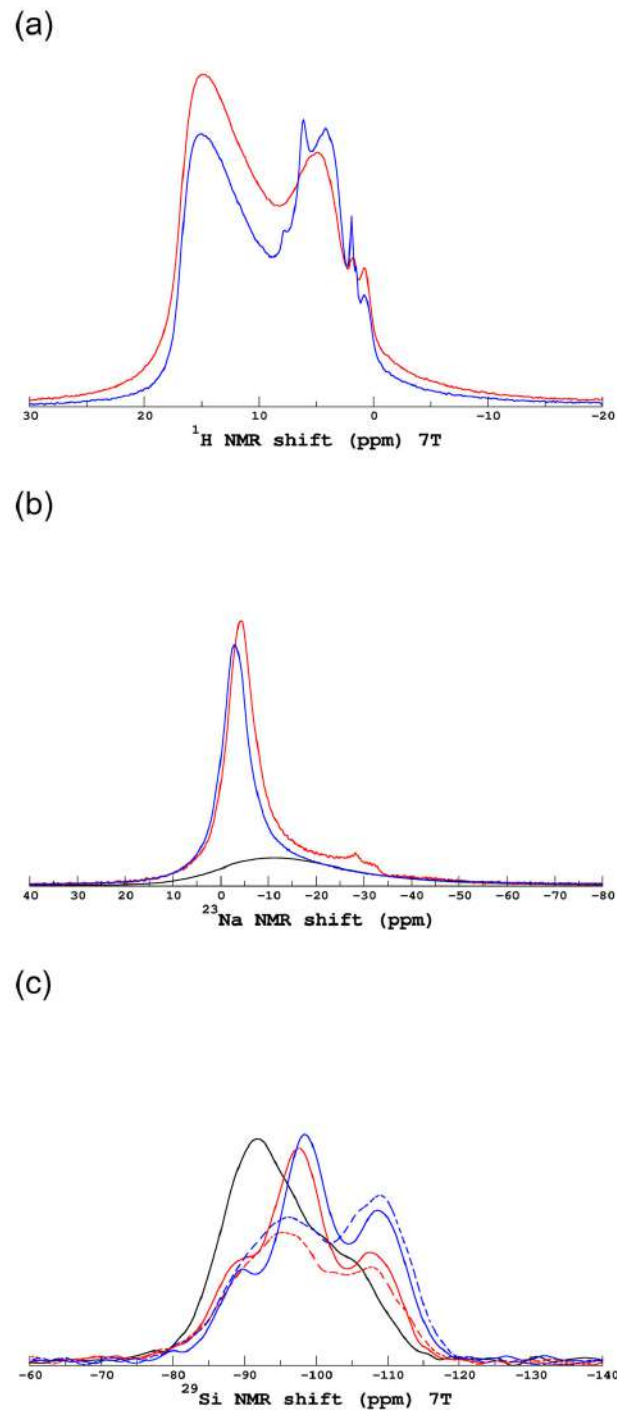 (a)
30 20 10 0 -10 -20
¹H NMR shift (ppm) 7T
(b)
40 30 20 10 0 -10 -20 -30 -40 -50 -60 -70 -80
²³Na NMR shift (ppm)
(c)
-60 -70 -80 -90 -100 -110 -120 -130 -140
²⁹Si NMR shift (ppm) 7T